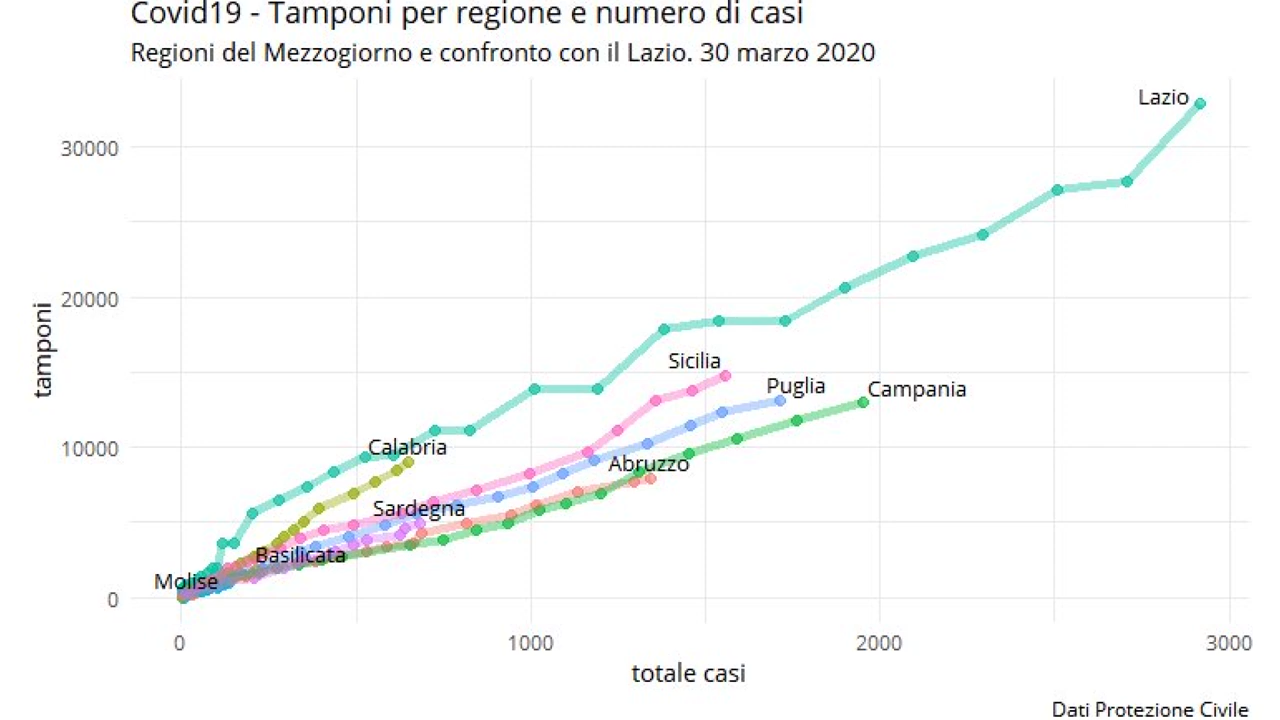 Covid19 - Tamponi per regione e numero di casi
Regioni del Mezzogiorno e confronto con il Lazio. 30 marzo 2020
Lazio
30000
20000
tamponi
Sicilia
Puglia
Campania
10000
Calabria
Abruzzo
Sardegna
Basilicata
Molise
0
0
1000
2000
3000
totale casi
Dati Protezione Civile